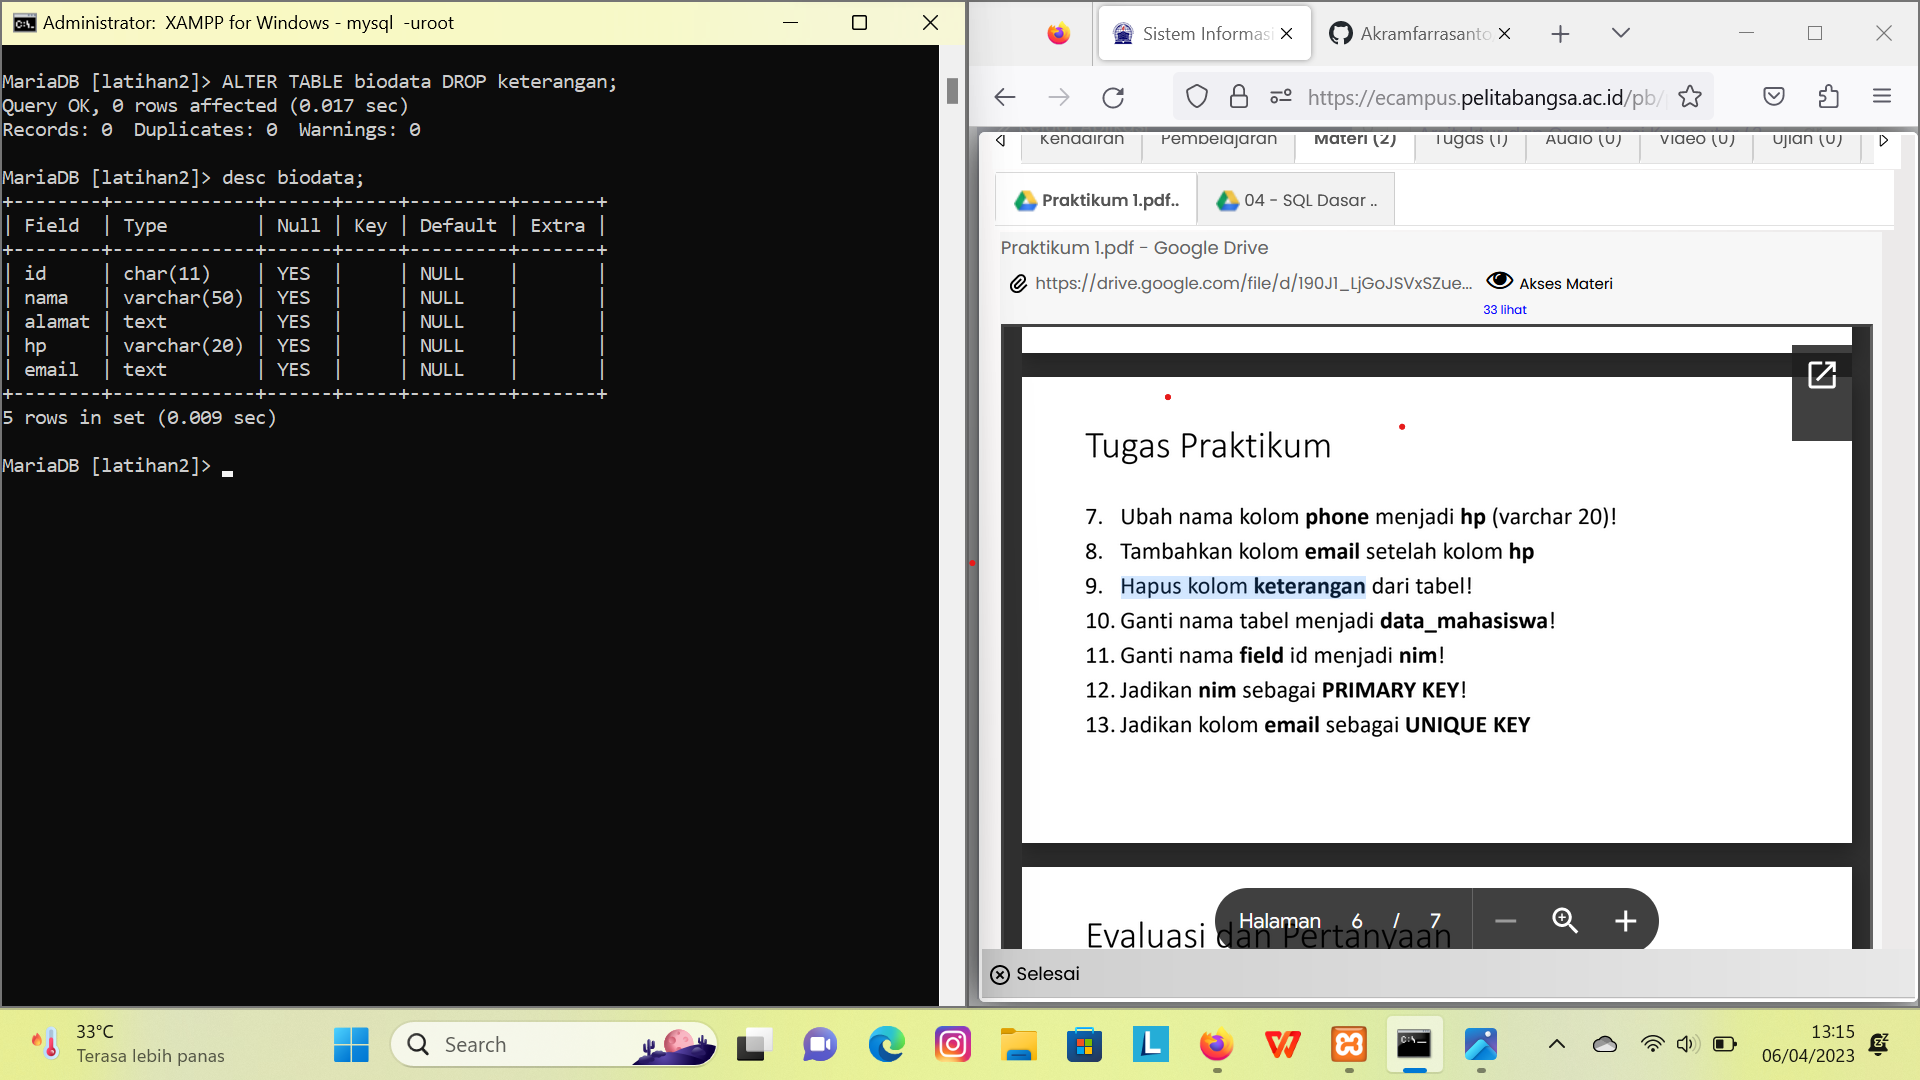 Administrator:  XAMPP for Windows - mysql  -uroot
MariaDB [latihan2]> ALTER TABLE biodata DROP keterangan;
Query OK, 0 rows affected (0.017 sec)
Records: 0  Duplicates: 0  Warnings: 0
MariaDB [latihan2]> desc biodata;
+--------+-------------+------+-----+---------+-------+
| Field  | Type        | Null | Key | Default | Extra |
+--------+-------------+------+-----+---------+-------+
| id     | char(11)    | YES  |     | NULL    |       |
| nama   | varchar(50) | YES  |     | NULL    |       |
| alamat | text        | YES  |     | NULL    |       |
| hp     | varchar(20) | YES  |     | NULL    |       |
| email  | text        | YES  |     | NULL    |       |
+--------+-------------+------+-----+---------+-------+
5 rows in set (0.009 sec)
MariaDB [latihan2]>
Sistem Informasi
Akramfarrasanto
https://ecampus.pelitabangsa.ac.id/pb/
Kehadiran Pembelajaran Materi (2) Tugas (1) Audio (0) Video (0) Ujian (0)
Praktikum 1.pdf..
04 - SQL Dasar ..
Praktikum 1.pdf - Google Drive
https://drive.google.com/file/d/190J1_LjGoJSVxSZue...
Akses Materi
33 lihat
Tugas Praktikum
7. Ubah nama kolom phone menjadi hp (varchar 20)!
8. Tambahkan kolom email setelah kolom hp
9. Hapus kolom keterangan dari tabel!
10. Ganti nama tabel menjadi data_mahasiswa!
11. Ganti nama field id menjadi nim!
12. Jadikan nim sebagai PRIMARY KEY!
13. Jadikan kolom email sebagai UNIQUE KEY
Halaman 6 / 7
Evaluasi dan Pertanyaan
Selesai
33°C
Terasa lebih panas
Search
13:15
06/04/2023